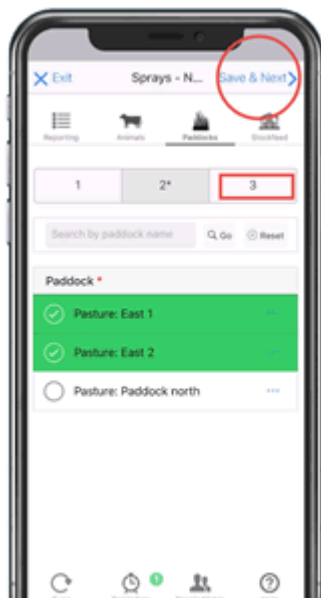 Exit Sprays - N... Save & Next
Reporting Animals Paddocks Stockfeed
1 2* 3
Search by paddock name Go Reset
Paddock *
Pasture: East 1
Pasture: East 2
Pasture: Paddock north
1